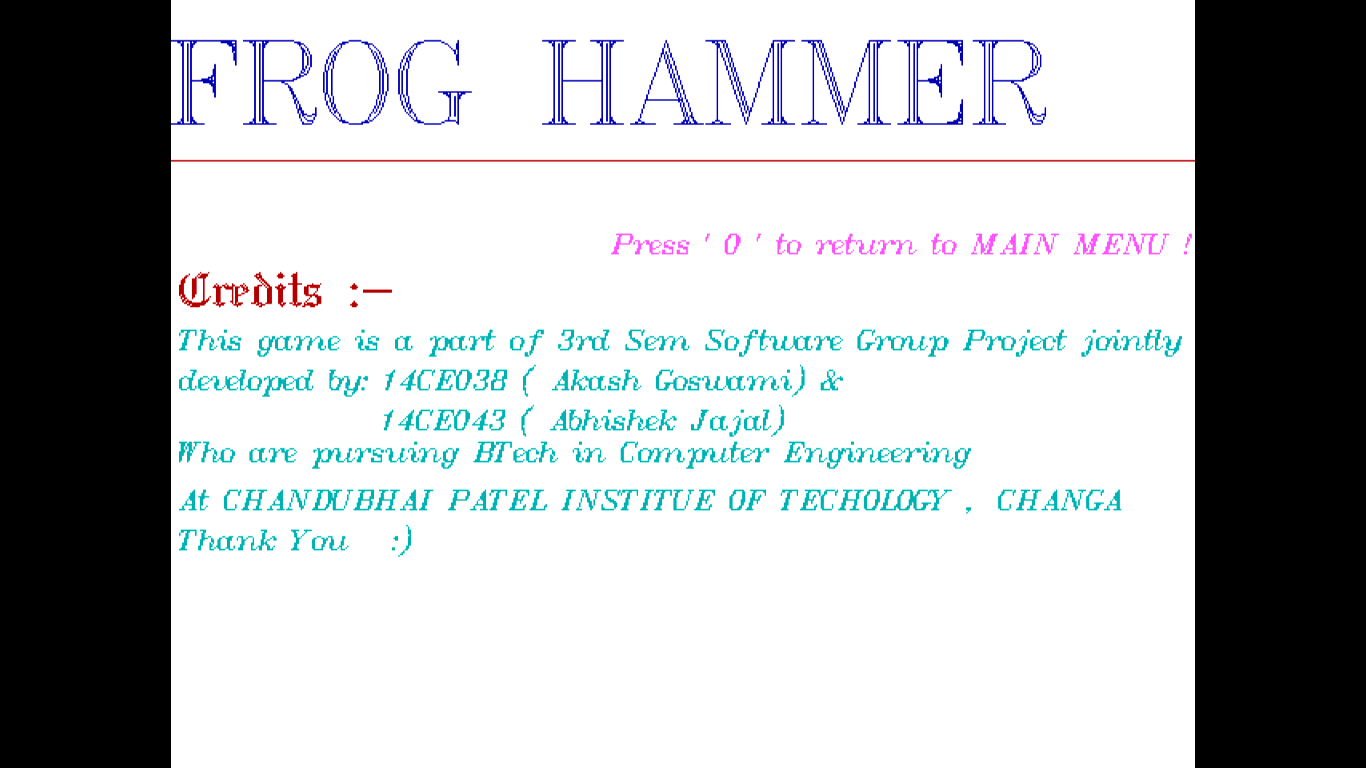 FROG HAMMER
Press ' 0 ' to return to MAIN MENU !
Credits :-
This game is a part of 3rd Sem Software Group Project jointly
developed by: 14CE038 ( Akash Goswami) &
14CE043 ( Abhishek Jajal)
Who are pursuing BTech in Computer Engineering
At CHANDUBHAI PATEL INSTITUE OF TECHOLOGY , CHANGA
Thank You :)